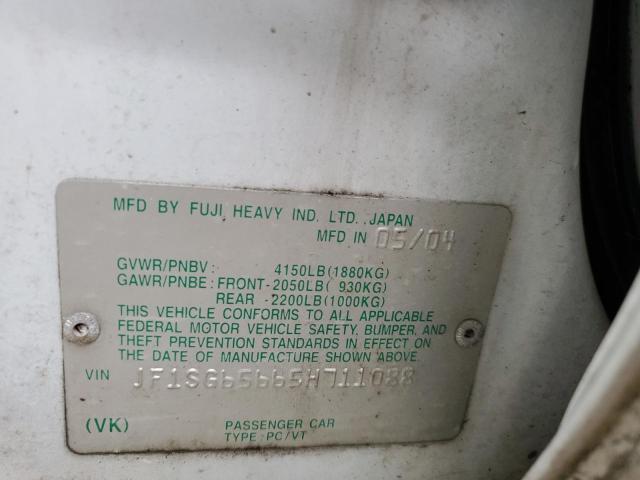 MFD BY FUJI HEAVY IND. LTD. JAPAN
MFD IN 05/04
GVWR/PNBV: 4150LB(1880KG)
GAWR/PNBE: FRONT-2050LB( 930KG)
REAR -2200LB(1000KG)
THIS VEHICLE CONFORMS TO ALL APPLICABLE
FEDERAL MOTOR VEHICLE SAFETY, BUMPER, AND
THEFT PREVENTION STANDARDS IN EFFECT ON
THE DATE OF MANUFACTURE SHOWN ABOVE.
VIN JF1SG65665H711088
(VK) PASSENGER CAR
TYPE: PC/VT